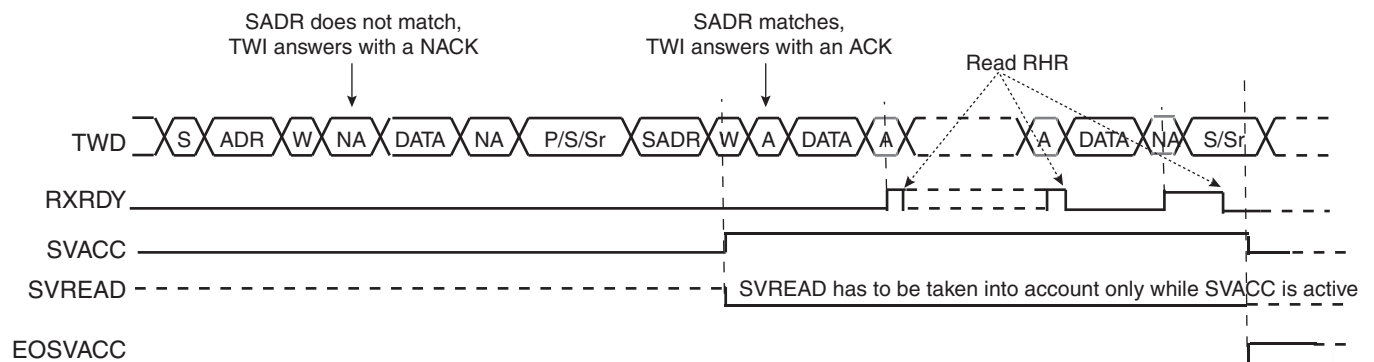 SADR does not match,
TWI answers with a NACK
SADR matches,
TWI answers with an ACK
Read RHR
TWD S ADR W NA DATA NA P/S/Sr SADR W A DATA A A DATA NA S/Sr
RXRDY
SVACC
SVREAD SVREAD has to be taken into account only while SVACC is active
EOSVACC